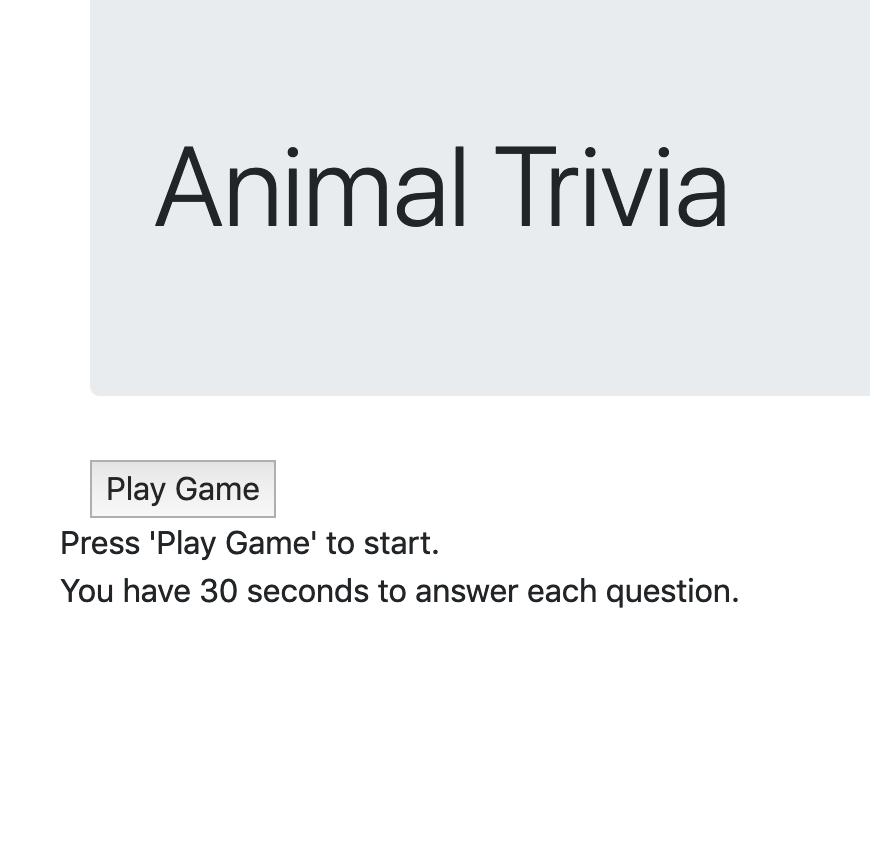 Animal Trivia
Play Game
Press 'Play Game' to start.
You have 30 seconds to answer each question.